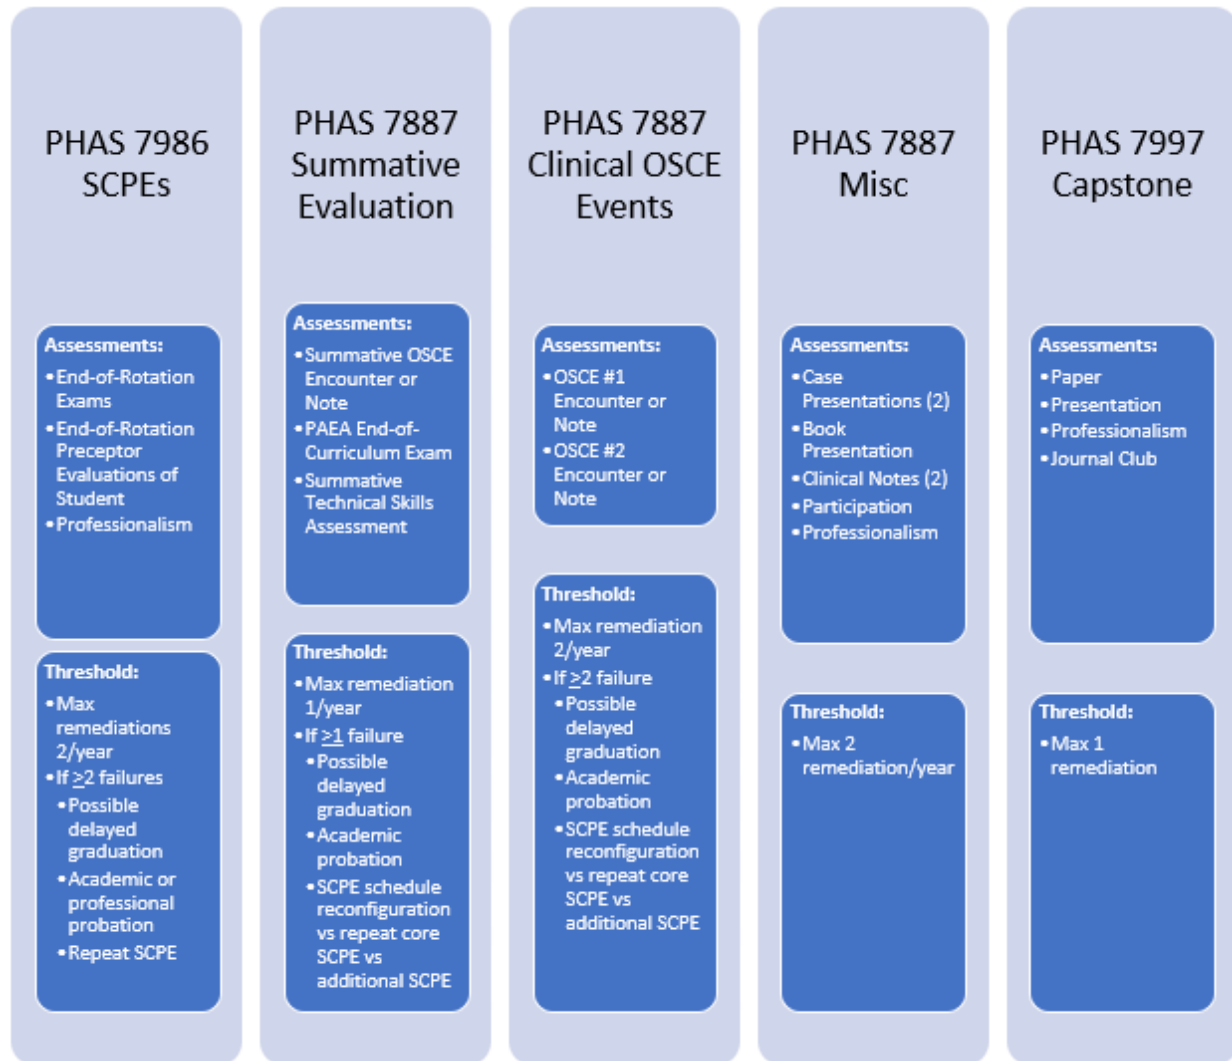 PHAS 7986
SCPEs
Assessments:
•End-of-Rotation
Exams
•End-of-Rotation
Preceptor
Evaluations of
Student
•Professionalism
Threshold:
•Max
remediations
2/year
•If ≥2 failures
•Possible
delayed
graduation
•Academic or
professional
probation
•Repeat SCPE
PHAS 7887
Summative
Evaluation
Assessments:
•Summative OSCE
Encounter or
Note
•PAEA End-of-
Curriculum Exam
•Summative
Technical Skills
Assessment
Threshold:
•Max remediation
1/year
•If >1 failure
•Possible
delayed
graduation
•Academic
probation
•SCPE schedule
reconfiguration
vs repeat core
SCPE vs
additional SCPE
PHAS 7887
Clinical OSCE
Events
Assessments:
•OSCE #1
Encounter or
Note
•OSCE #2
Encounter or
Note
Threshold:
•Max remediation
2/year
•If ≥2 failure
•Possible
delayed
graduation
•Academic
probation
•SCPE schedule
reconfiguration
vs repeat core
SCPE vs
additional SCPE
PHAS 7887
Misc
Assessments:
•Case
Presentations (2)
•Book
Presentation
•Clinical Notes (2)
•Participation
•Professionalism
Threshold:
•Max 2
remediation/year
PHAS 7997
Capstone
Assessments:
•Paper
•Presentation
•Professionalism
•Journal Club
Threshold:
•Max 1
remediation